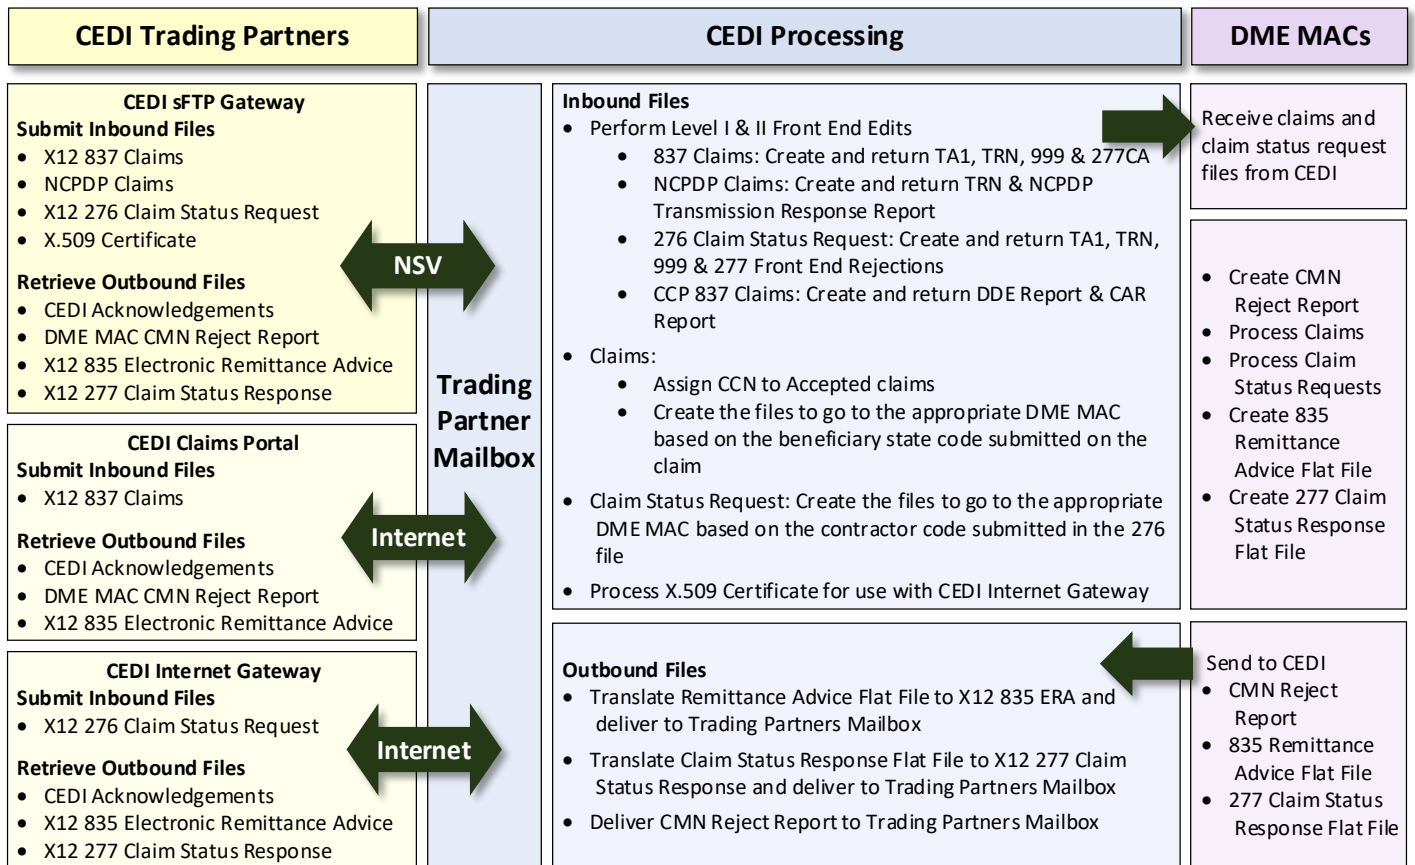 CEDI Trading Partners
CEDI Processing
DME MACs
CEDI sFTP Gateway
Submit Inbound Files
• X12 837 Claims
• NCPDP Claims
• X12 276 Claim Status Request
• X.509 Certificate
Retrieve Outbound Files
• CEDI Acknowledgements
• DME MAC CMN Reject Report
• X12 835 Electronic Remittance Advice
• X12 277 Claim Status Response
CEDI Claims Portal
Submit Inbound Files
• X12 837 Claims
Retrieve Outbound Files
• CEDI Acknowledgements
• DME MAC CMN Reject Report
• X12 835 Electronic Remittance Advice
CEDI Internet Gateway
Submit Inbound Files
• X12 276 Claim Status Request
Retrieve Outbound Files
• CEDI Acknowledgements
• X12 835 Electronic Remittance Advice
• X12 277 Claim Status Response
NSV
Internet
Internet
Trading
Partner
Mailbox
Inbound Files
• Perform Level I & II Front End Edits
• 837 Claims: Create and return TA1, TRN, 999 & 277CA
• NCPDP Claims: Create and return TRN & NCPDP
Transmission Response Report
• 276 Claim Status Request: Create and return TA1, TRN,
999 & 277 Front End Rejections
• CCP 837 Claims: Create and return DDE Report & CAR
Report
• Claims:
• Assign CCN to Accepted claims
• Create the files to go to the appropriate DME MAC
based on the beneficiary state code submitted on the
claim
• Claim Status Request: Create the files to go to the appropriate
DME MAC based on the contractor code submitted in the 276
file
• Process X.509 Certificate for use with CEDI Internet Gateway
Outbound Files
• Translate Remittance Advice Flat File to X12 835 ERA and
deliver to Trading Partners Mailbox
• Translate Claim Status Response Flat File to X12 277 Claim
Status Response and deliver to Trading Partners Mailbox
• Deliver CMN Reject Report to Trading Partners Mailbox
Receive claims and
claim status request
files from CEDI
• Create CMN
Reject Report
• Process Claims
• Process Claim
Status Requests
• Create 835
Remittance
Advice Flat File
• Create 277 Claim
Status Response
Flat File
Send to CEDI
• CMN Reject
Report
• 835 Remittance
Advice Flat File
• 277 Claim Status
Response Flat File